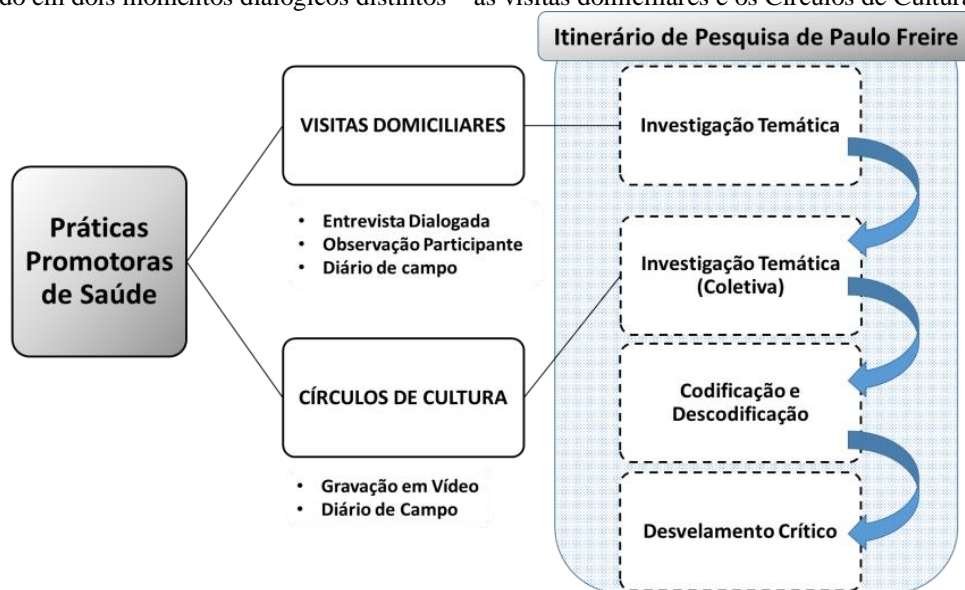 do em dois momentos dialógicos distintos – as visitas domiciliares e os Círculos de Cultura
Itinerário de Pesquisa de Paulo Freire
VISITAS DOMICILIARES
Investigação Temática
Práticas
Promotoras
de Saúde
• Entrevista Dialogada
• Observação Participante
• Diário de campo
Investigação Temática
(Coletiva)
CÍRCULOS DE CULTURA
Codificação e
Descodificação
• Gravação em Vídeo
• Diário de Campo
Desvelamento Crítico